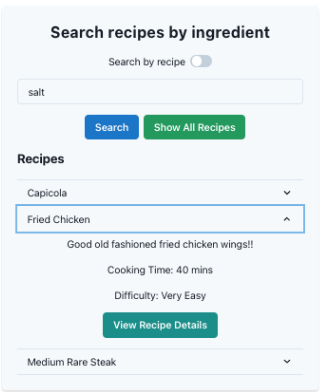 Search recipes by ingredient
Search by recipe
salt
Search
Show All Recipes
Recipes
Capicola
Fried Chicken
Good old fashioned fried chicken wings!!
Cooking Time: 40 mins
Difficulty: Very Easy
View Recipe Details
Medium Rare Steak